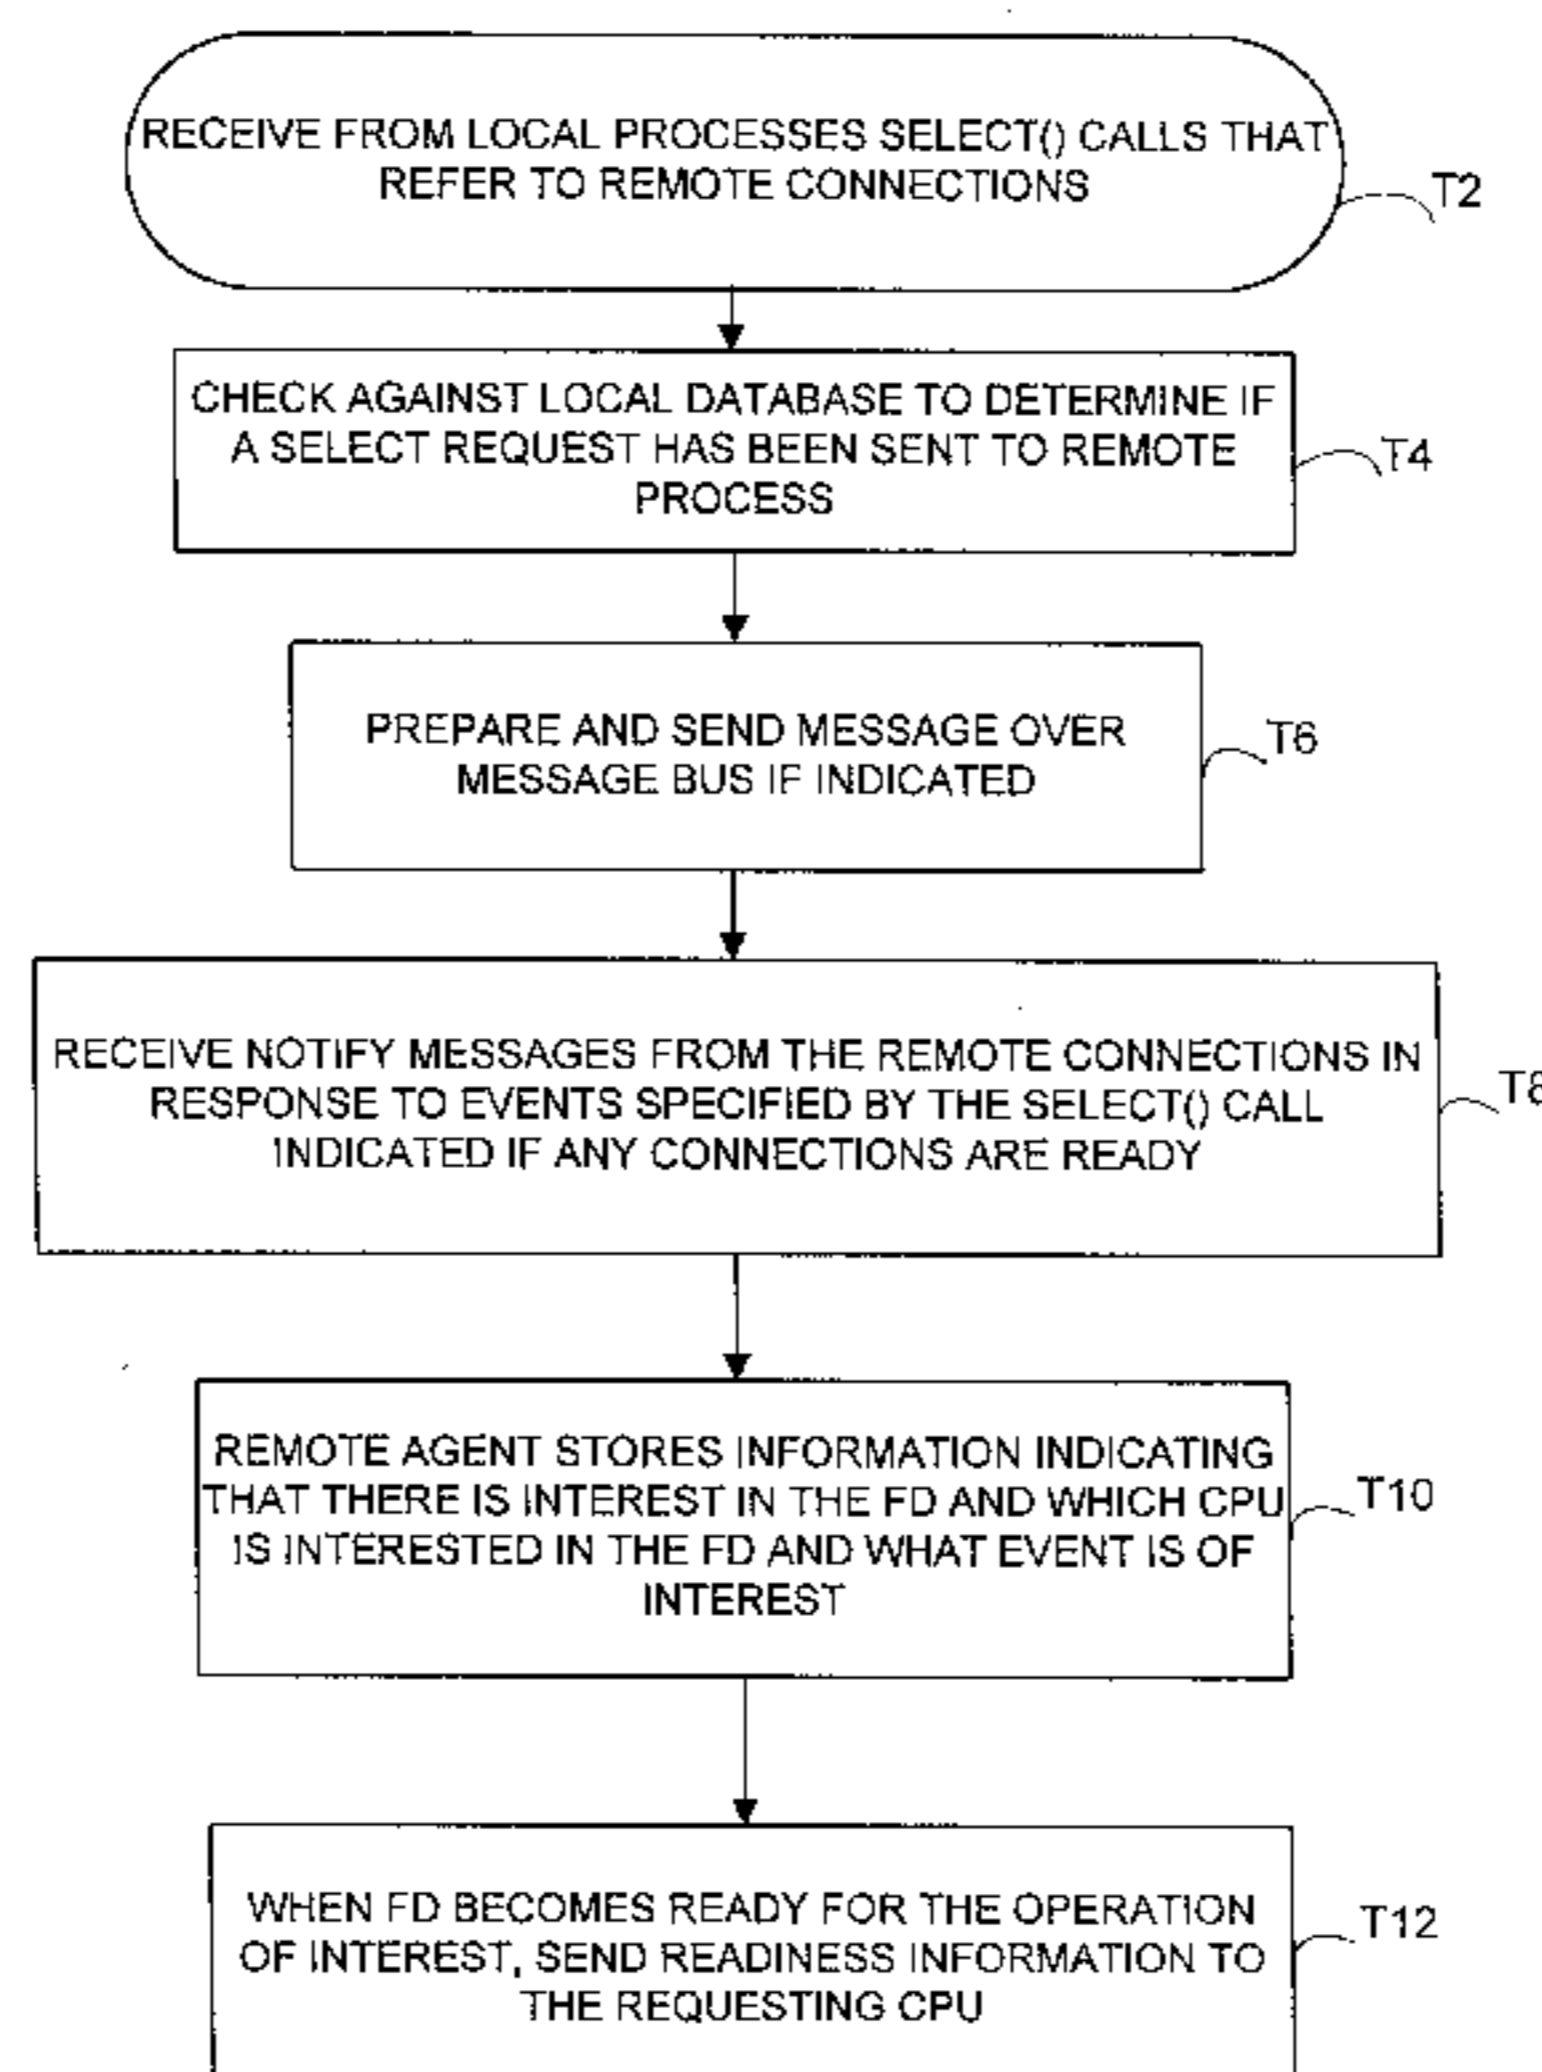 RECEIVE FROM LOCAL PROCESSES SELECT() CALLS THAT
REFER TO REMOTE CONNECTIONS
T2
CHECK AGAINST LOCAL DATABASE TO DETERMINE IF
A SELECT REQUEST HAS BEEN SENT TO REMOTE
PROCESS
T4
PREPARE AND SEND MESSAGE OVER
MESSAGE BUS IF INDICATED
T6
RECEIVE NOTIFY MESSAGES FROM THE REMOTE CONNECTIONS IN
RESPONSE TO EVENTS SPECIFIED BY THE SELECT() CALL
INDICATED IF ANY CONNECTIONS ARE READY
T8
REMOTE AGENT STORES INFORMATION INDICATING
THAT THERE IS INTEREST IN THE FD AND WHICH CPU
IS INTERESTED IN THE FD AND WHAT EVENT IS OF
INTEREST
T10
WHEN FD BECOMES READY FOR THE OPERATION
OF INTEREST, SEND READINESS INFORMATION TO
THE REQUESTING CPU
T12